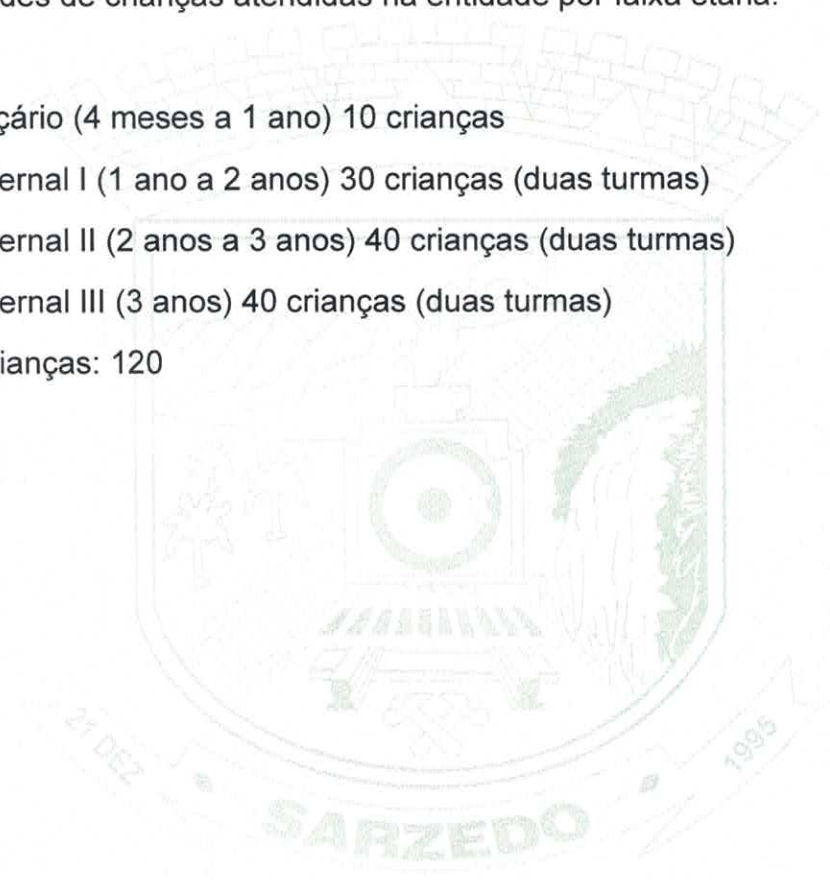 des de crianças atendidas na entidade por faixa etária:
çário (4 meses a 1 ano) 10 crianças
ernal I (1 ano a 2 anos) 30 crianças (duas turmas)
ernal II (2 anos a 3 anos) 40 crianças (duas turmas)
ernal III (3 anos) 40 crianças (duas turmas)
ianças: 120
21 DEZ
1995
SARZEDO